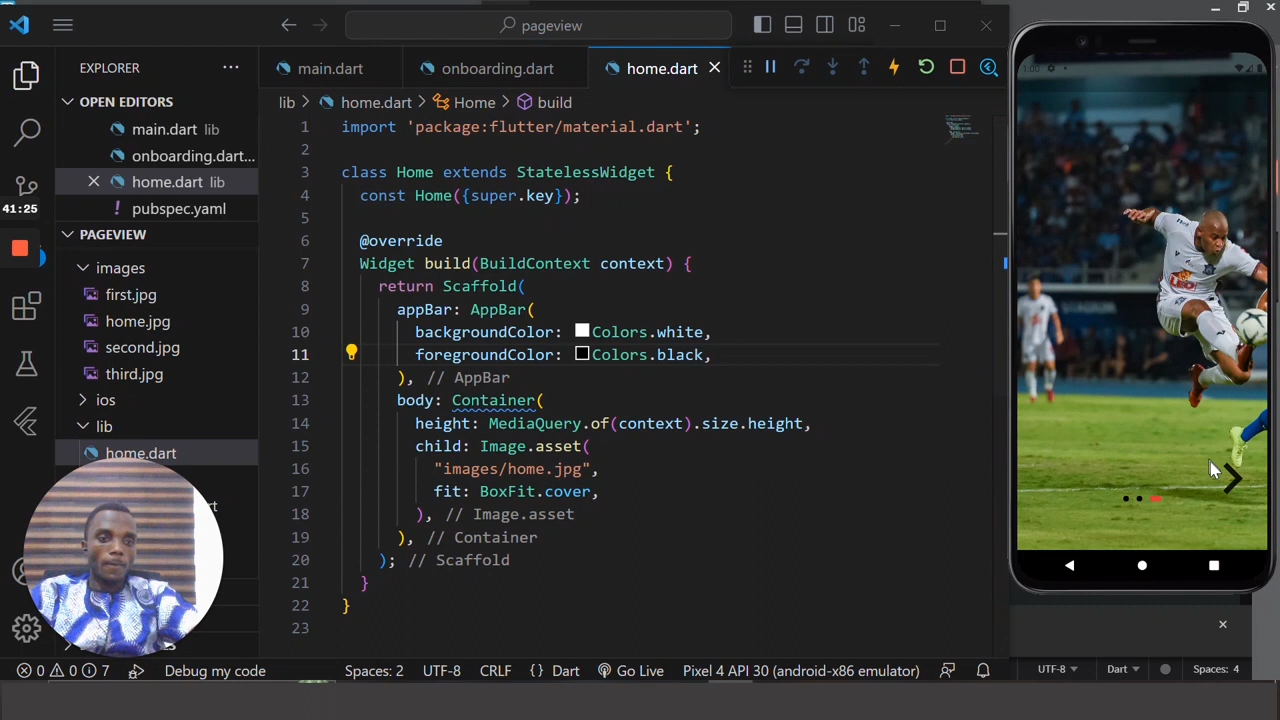 pageview
EXPLORER
main.dart
onboarding.dart
home.dart
OPEN EDITORS
main.dart lib
onboarding.dart...
home.dart lib
pubspec.yaml
41:25
PAGEVIEW
images
first.jpg
home.jpg
second.jpg
third.jpg
ios
lib
home.dart
lib > home.dart > Home > build
1 import 'package:flutter/material.dart';
2
3 class Home extends StatelessWidget {
4 const Home({super.key});
5
6 @override
7 Widget build(BuildContext context) {
8 return Scaffold(
9 appBar: AppBar(
10 backgroundColor: Colors.white,
11 foregroundColor: Colors.black,
12 ), // AppBar
13 body: Container(
14 height: MediaQuery.of(context).size.height,
15 child: Image.asset(
16 "images/home.jpg",
17 fit: BoxFit.cover,
18 ), // Image.asset
19 ), // Container
20 ); // Scaffold
21 }
22 }
23
0 0 7 Debug my code Spaces: 2 UTF-8 CRLF {} Dart Go Live Pixel 4 API 30 (android-x86 emulator)
UTF-8 Dart Spaces: 4